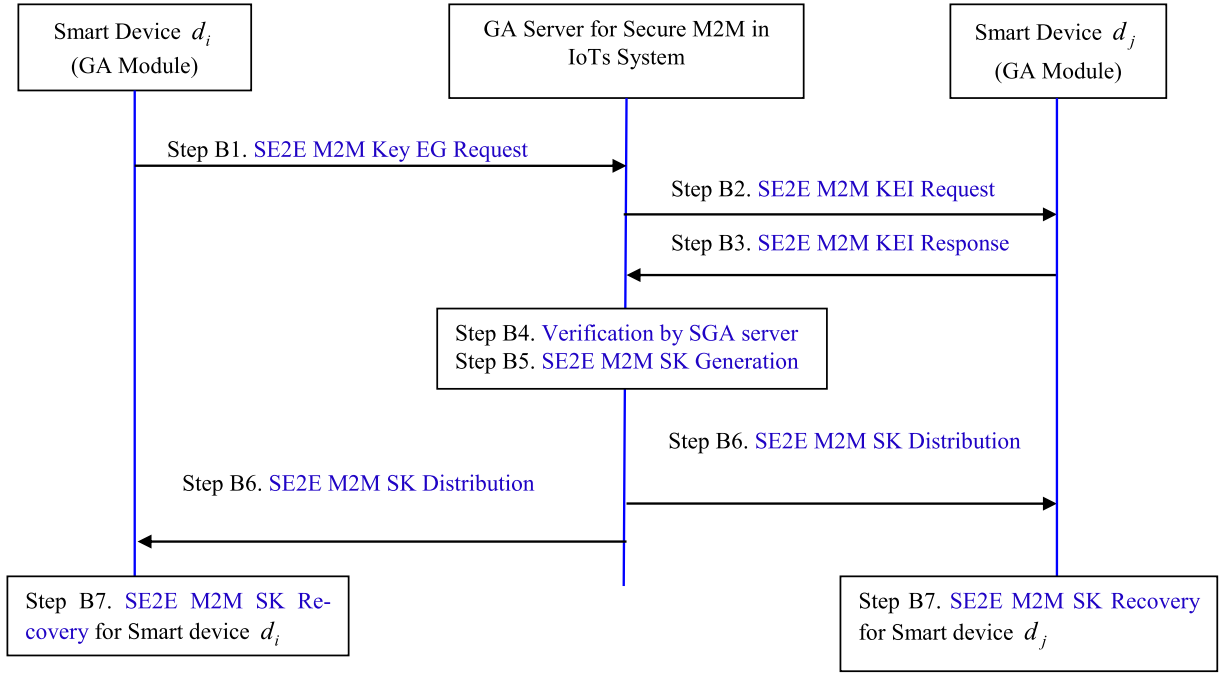 Smart Device d_i
(GA Module)
GA Server for Secure M2M in
IoTs System
Smart Device d_j
(GA Module)
Step B1. SE2E M2M Key EG Request
Step B2. SE2E M2M KEI Request
Step B3. SE2E M2M KEI Response
Step B4. Verification by SGA server
Step B5. SE2E M2M SK Generation
Step B6. SE2E M2M SK Distribution
Step B6. SE2E M2M SK Distribution
Step B7. SE2E M2M SK Re-
covery for Smart device d_i
Step B7. SE2E M2M SK Recovery
for Smart device d_j